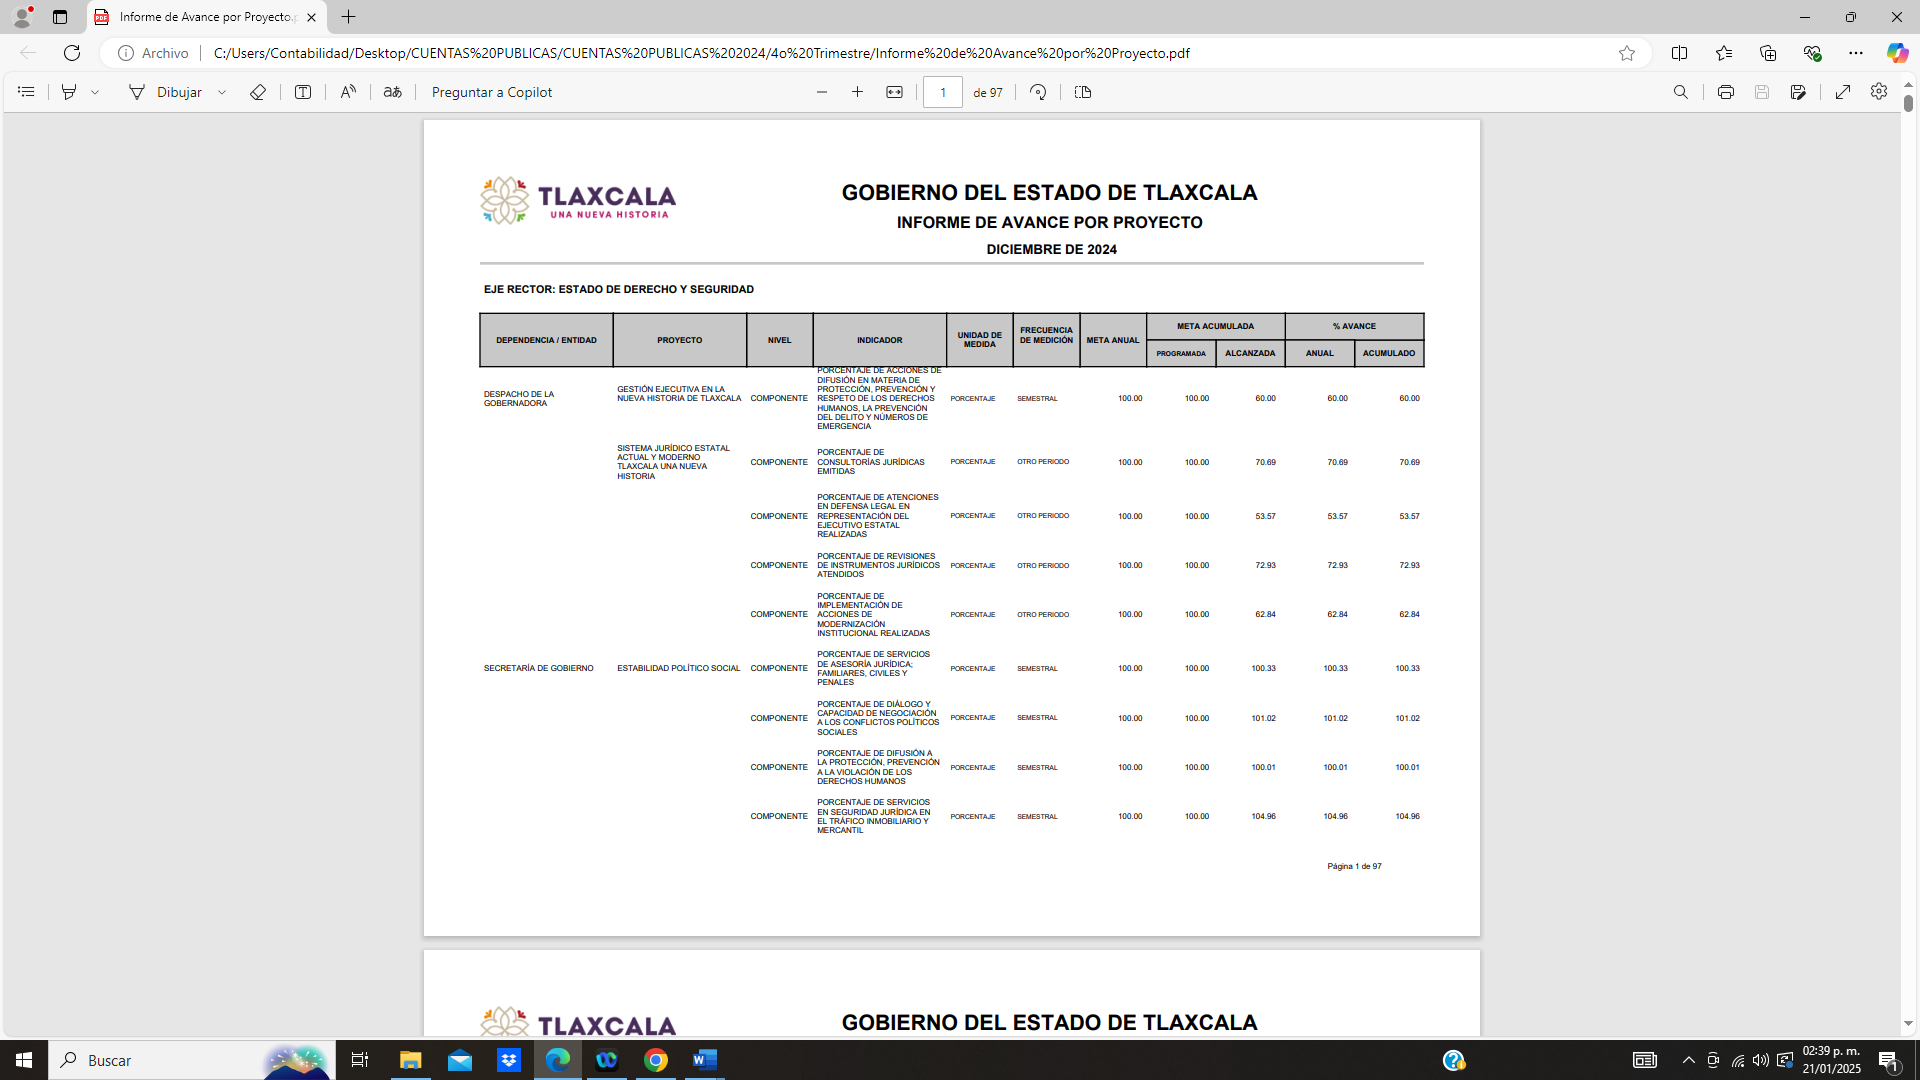 Informe de Avance por Proyecto.p
Archivo
C:/Users/Contabilidad/Desktop/CUENTAS%20PUBLICAS/CUENTAS%20PUBLICAS%202024/4o%20Trimestre/Informe%20de%20Avance%20por%20Proyecto.pdf
Dibujar
Preguntar a Copilot
1 de 97
TLAXCALA
UNA NUEVA HISTORIA
GOBIERNO DEL ESTADO DE TLAXCALA
INFORME DE AVANCE POR PROYECTO
DICIEMBRE DE 2024
EJE RECTOR: ESTADO DE DERECHO Y SEGURIDAD
DEPENDENCIA / ENTIDAD
PROYECTO
NIVEL
INDICADOR
UNIDAD DE
MEDIDA
FRECUENCIA
DE MEDICIÓN
META ANUAL
META ACUMULADA
PROGRAMADA
ALCANZADA
% AVANCE
ANUAL
ACUMULADO
DESPACHO DE LA
GOBERNADORA
GESTIÓN EJECUTIVA EN LA
NUEVA HISTORIA DE TLAXCALA
COMPONENTE
PORCENTAJE DE ACCIONES DE
DIFUSIÓN EN MATERIA DE
PROTECCIÓN, PREVENCIÓN Y
RESPETO DE LOS DERECHOS
HUMANOS, LA PREVENCIÓN
DEL DELITO Y NÚMEROS DE
EMERGENCIA
PORCENTAJE SEMESTRAL 100.00 100.00 60.00 60.00 60.00
SISTEMA JURÍDICO ESTATAL
ACTUAL Y MODERNO
TLAXCALA UNA NUEVA
HISTORIA
COMPONENTE
PORCENTAJE DE
CONSULTORÍAS JURÍDICAS
EMITIDAS
PORCENTAJE OTRO PERIODO 100.00 100.00 70.69 70.69 70.69
COMPONENTE
PORCENTAJE DE ATENCIONES
EN DEFENSA LEGAL EN
REPRESENTACIÓN DEL
EJECUTIVO ESTATAL
REALIZADAS
PORCENTAJE OTRO PERIODO 100.00 100.00 53.57 53.57 53.57
COMPONENTE
PORCENTAJE DE REVISIONES
DE INSTRUMENTOS JURÍDICOS
ATENDIDOS
PORCENTAJE OTRO PERIODO 100.00 100.00 72.93 72.93 72.93
COMPONENTE
PORCENTAJE DE
IMPLEMENTACIÓN DE
ACCIONES DE
MODERNIZACIÓN
INSTITUCIONAL REALIZADAS
PORCENTAJE OTRO PERIODO 100.00 100.00 62.84 62.84 62.84
SECRETARÍA DE GOBIERNO
ESTABILIDAD POLÍTICO SOCIAL
COMPONENTE
PORCENTAJE DE SERVICIOS
DE ASESORÍA JURÍDICA;
FAMILIARES, CIVILES Y
PENALES
PORCENTAJE SEMESTRAL 100.00 100.00 100.33 100.33 100.33
COMPONENTE
PORCENTAJE DE DIÁLOGO Y
CAPACIDAD DE NEGOCIACIÓN
A LOS CONFLICTOS POLÍTICOS
SOCIALES
PORCENTAJE SEMESTRAL 100.00 100.00 101.02 101.02 101.02
COMPONENTE
PORCENTAJE DE DIFUSIÓN A
LA PROTECCIÓN, PREVENCIÓN
A LA VIOLACIÓN DE LOS
DERECHOS HUMANOS
PORCENTAJE SEMESTRAL 100.00 100.00 100.01 100.01 100.01
COMPONENTE
PORCENTAJE DE SERVICIOS
EN SEGURIDAD JURÍDICA EN
EL TRÁFICO INMOBILIARIO Y
MERCANTIL
PORCENTAJE SEMESTRAL 100.00 100.00 104.96 104.96 104.96
Página 1 de 97
TLAXCALA
GOBIERNO DEL ESTADO DE TLAXCALA
Buscar
02:39 p. m.
21/01/2025
1